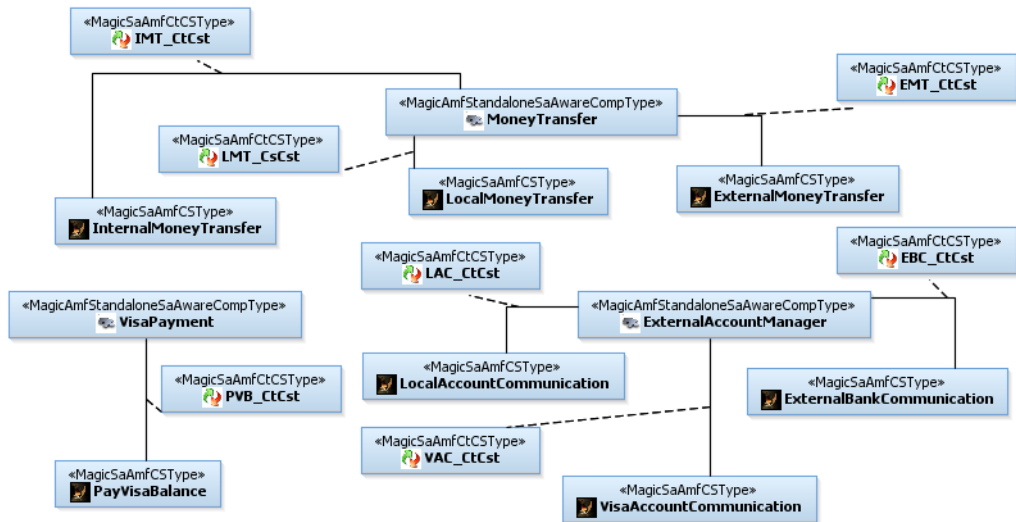 «MagicSaAmfCtCSType»
IMT_CtCst
«MagicSaAmfCtCSType»
EMT_CtCst
«MagicAmfStandaloneSaAwareCompType»
MoneyTransfer
«MagicSaAmfCtCSType»
LMT_CsCst
«MagicSaAmfCSType»
LocalMoneyTransfer
«MagicSaAmfCSType»
ExternalMoneyTransfer
«MagicSaAmfCSType»
InternalMoneyTransfer
«MagicSaAmfCtCSType»
EBC_CtCst
«MagicSaAmfCtCSType»
LAC_CtCst
«MagicAmfStandaloneSaAwareCompType»
VisaPayment
«MagicAmfStandaloneSaAwareCompType»
ExternalAccountManager
«MagicSaAmfCSType»
LocalAccountCommunication
«MagicSaAmfCtCSType»
PVB_CtCst
«MagicSaAmfCSType»
ExternalBankCommunication
«MagicSaAmfCtCSType»
VAC_CtCst
«MagicSaAmfCSType»
PayVisaBalance
«MagicSaAmfCSType»
VisaAccountCommunication